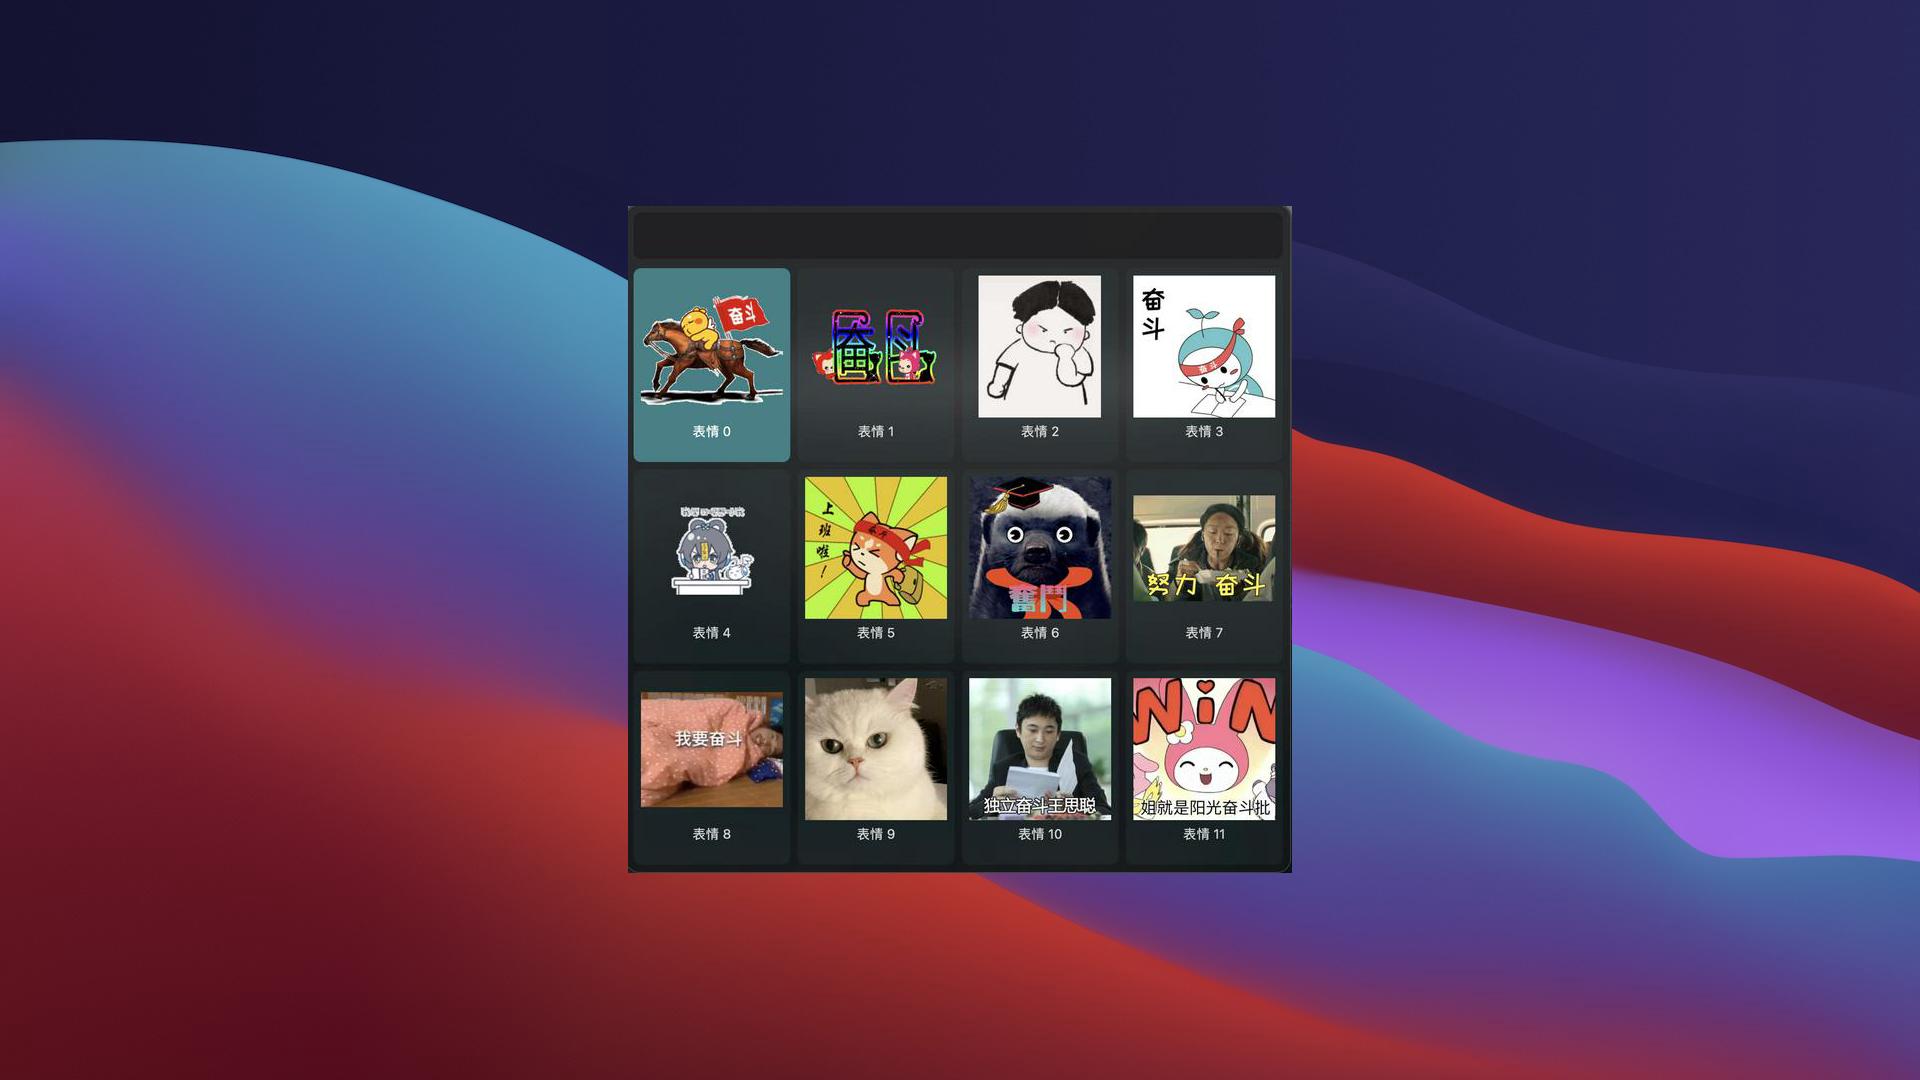 奋斗
奋斗
奋
斗
奋斗
表情 0
表情 1
表情 2
表情 3
上
班
啦
!
奮鬥
努力 奋斗
表情 4
表情 5
表情 6
表情 7
我要奋斗
独立奋斗王思聪
WiN
姐就是阳光奋斗批
表情 8
表情 9
表情 10
表情 11